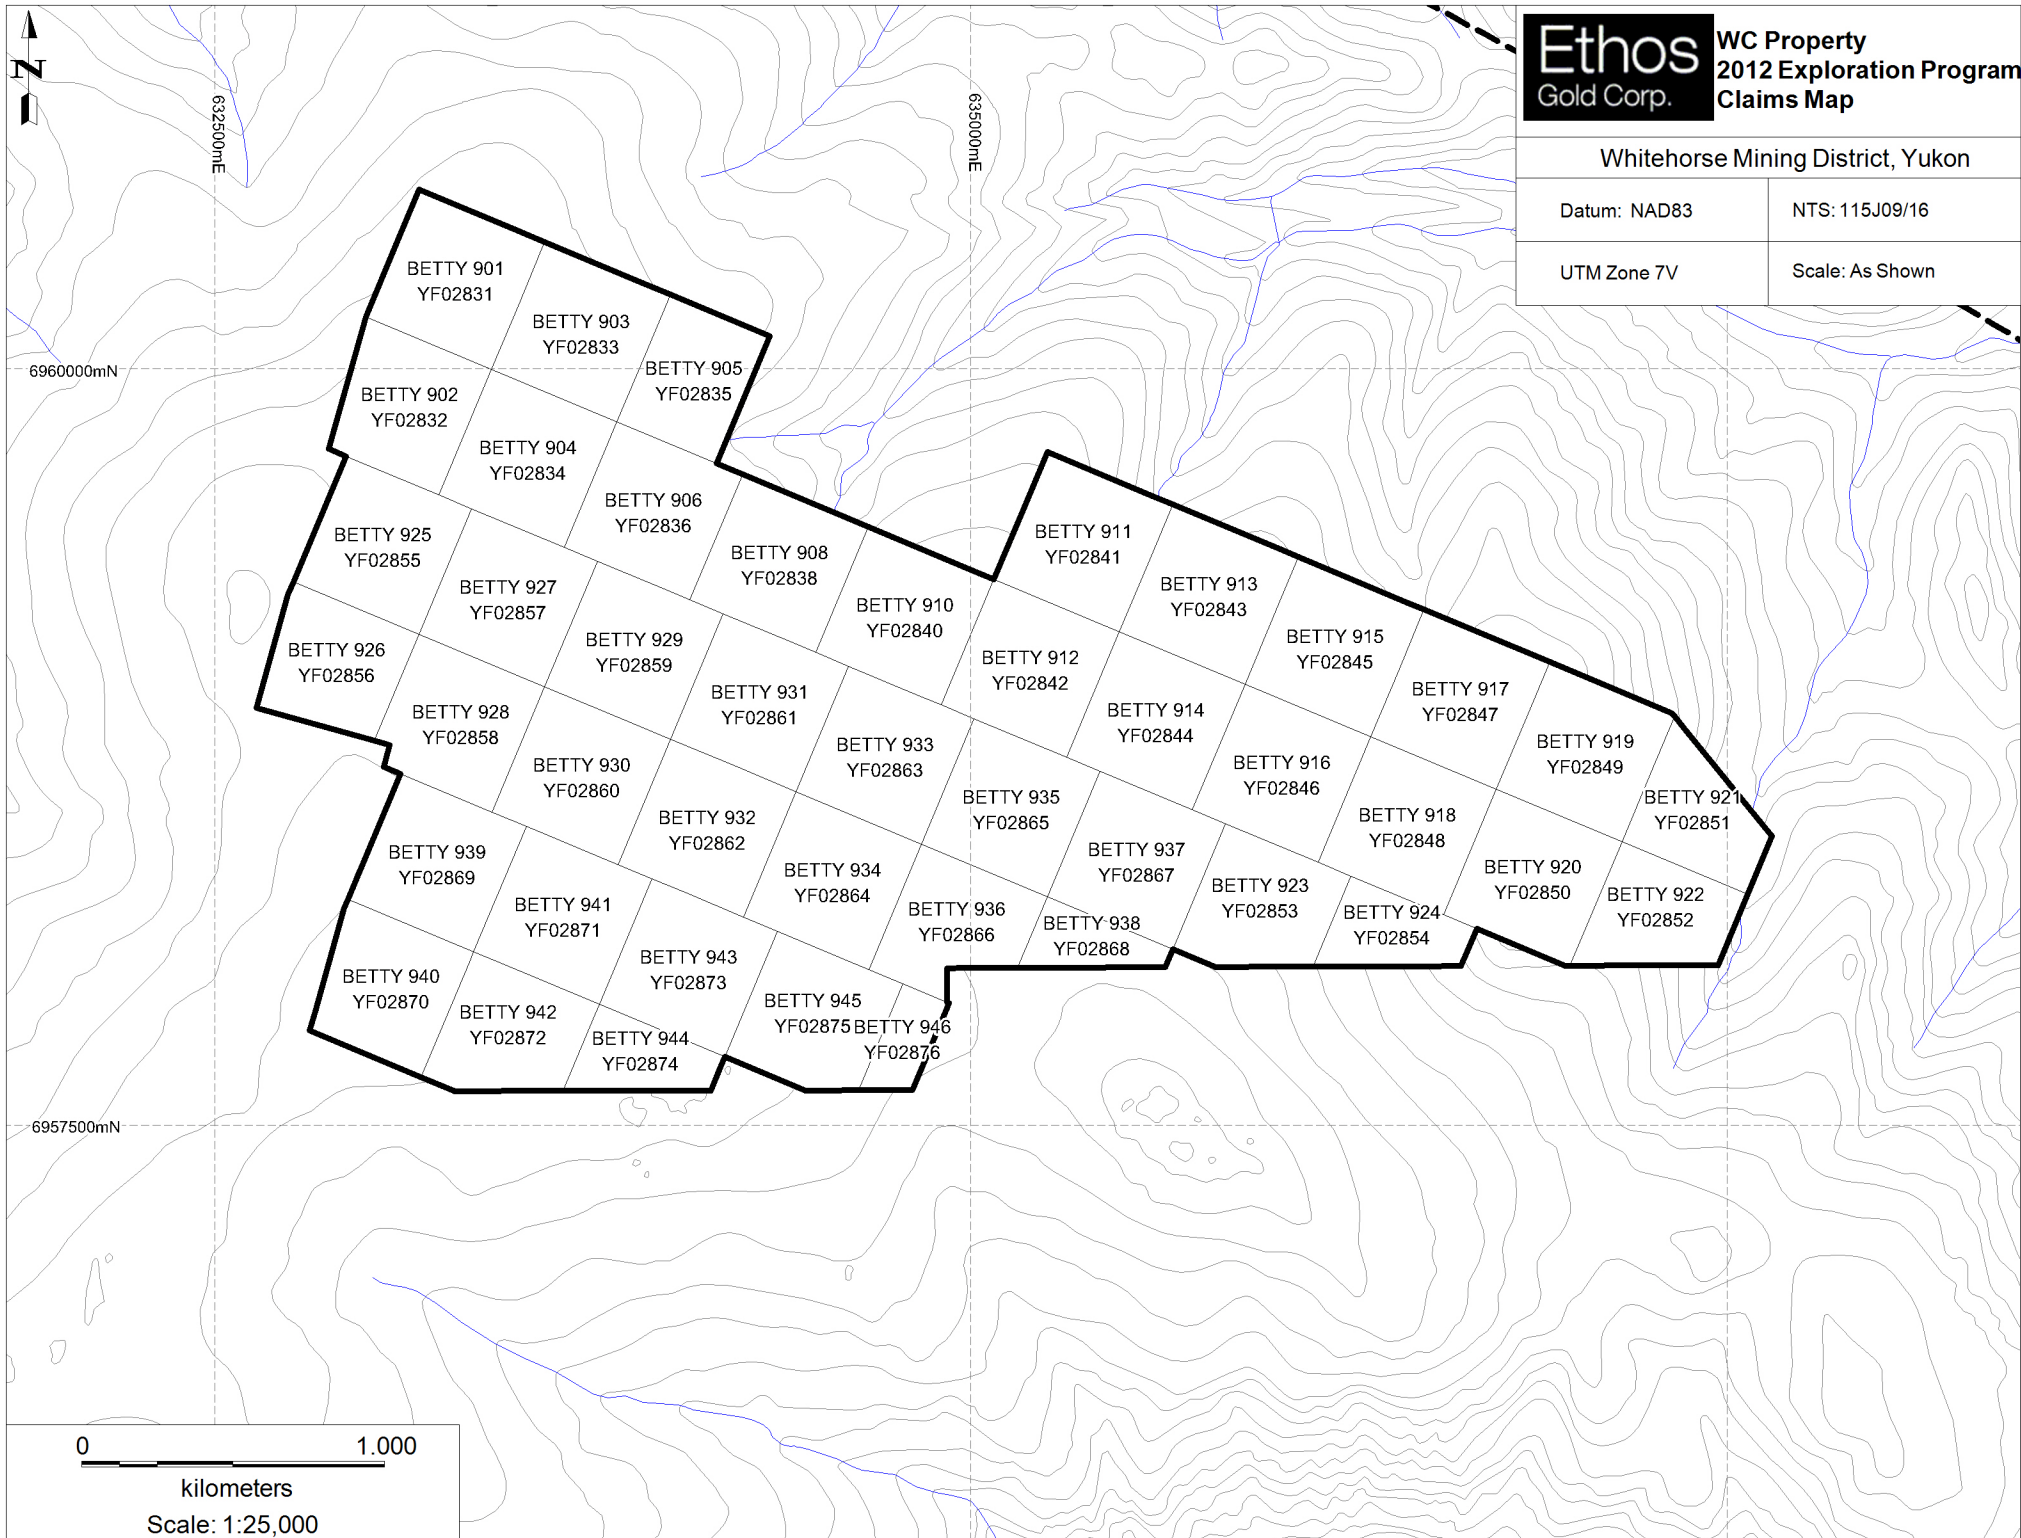 Ethos
Gold Corp.
WC Property
2012 Exploration Program
Claims Map
Whitehorse Mining District, Yukon
Datum: NAD83
NTS: 115J09/16
UTM Zone 7V
Scale: As Shown
N
632500mE
635000mE
6960000mN
6957500mN
BETTY 901
YF02831
BETTY 903
YF02833
BETTY 905
YF02835
BETTY 902
YF02832
BETTY 904
YF02834
BETTY 906
YF02836
BETTY 908
YF02838
BETTY 910
YF02840
BETTY 911
YF02841
BETTY 913
YF02843
BETTY 915
YF02845
BETTY 917
YF02847
BETTY 919
YF02849
BETTY 921
YF02851
BETTY 912
YF02842
BETTY 914
YF02844
BETTY 916
YF02846
BETTY 918
YF02848
BETTY 920
YF02850
BETTY 922
YF02852
BETTY 925
YF02855
BETTY 927
YF02857
BETTY 929
YF02859
BETTY 931
YF02861
BETTY 933
YF02863
BETTY 935
YF02865
BETTY 937
YF02867
BETTY 923
YF02853
BETTY 924
YF02854
BETTY 926
YF02856
BETTY 928
YF02858
BETTY 930
YF02860
BETTY 932
YF02862
BETTY 934
YF02864
BETTY 936
YF02866
BETTY 938
YF02868
BETTY 939
YF02869
BETTY 941
YF02871
BETTY 943
YF02873
BETTY 945
YF02875
BETTY 946
YF02876
BETTY 940
YF02870
BETTY 942
YF02872
BETTY 944
YF02874
0 1.000
kilometers
Scale: 1:25,000